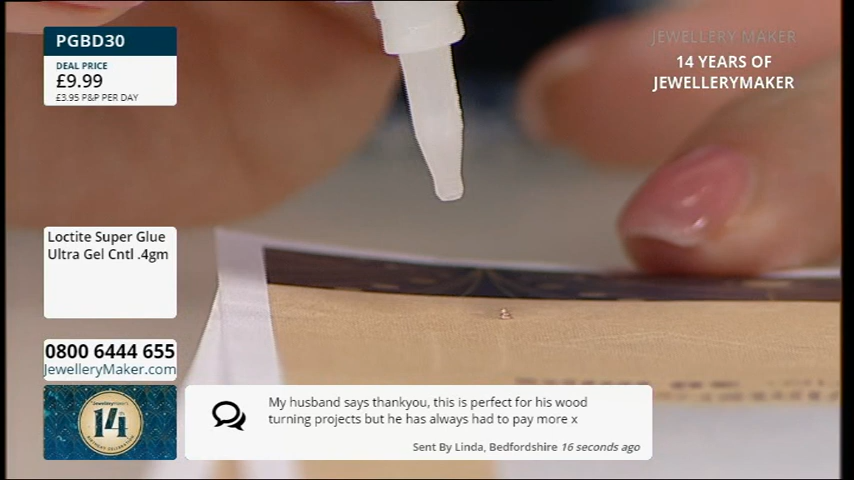 PGBD30
DEAL PRICE
£9.99
£3.95 P&P PER DAY
JEWELLERY MAKER
14 YEARS OF
JEWELLERYMAKER
Loctite Super Glue
Ultra Gel Cntl .4gm
0800 6444 655
JewelleryMaker.com
14
My husband says thankyou, this is perfect for his wood
turning projects but he has always had to pay more x
Sent By Linda, Bedfordshire 16 seconds ago